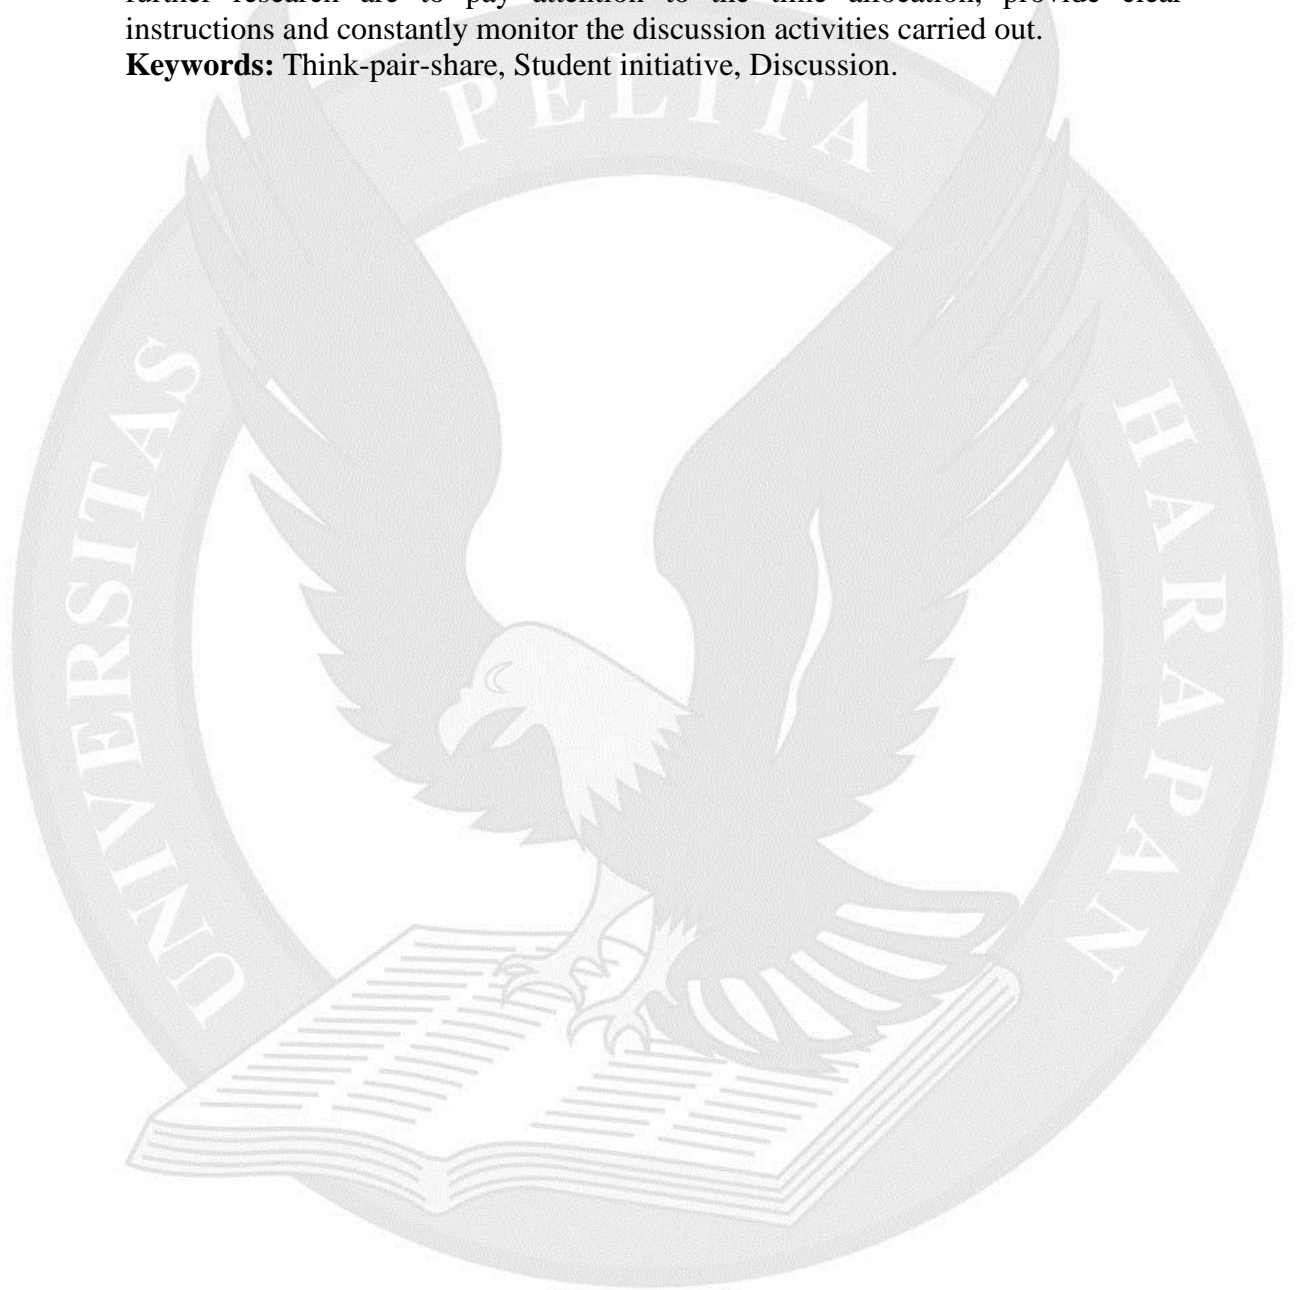 further research are to pay attention to the time allocation, provide clear
instructions and constantly monitor the discussion activities carried out.
Keywords: Think-pair-share, Student initiative, Discussion.
UNIVERSITAS PELITA HARAPAN